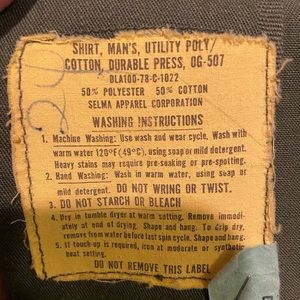 SHIRT, MAN'S, UTILITY POLY/
COTTON, DURABLE PRESS, OG-507
DLA100-78-C-1022
50% POLYESTER 50% COTTON
SELMA APPAREL CORPORATION
WASHING INSTRUCTIONS
1. Machine Washing: Use wash and wear cycle. Wash with
warm water 120°F (49°C), using soap or mild detergent.
Heavy stains may require pre-soaking or pre-spotting.
2. Hand Washing: Wash in warm water, using soap or
mild detergent. DO NOT WRING OR TWIST.
3. DO NOT STARCH OR BLEACH
4. Dry in tumble dryer at warm setting. Remove immedi-
ately at end of drying. Shape and hang. To drip dry,
remove from water before last spin cycle. Shape and hang.
5. If touch-up is required, iron at moderate or synthetic
heat setting.
DO NOT REMOVE THIS LABEL